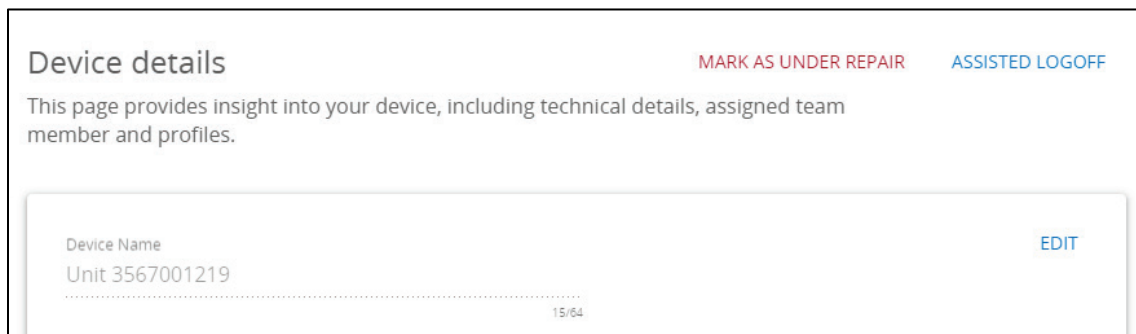 Device details
MARK AS UNDER REPAIR
ASSISTED LOGOFF
This page provides insight into your device, including technical details, assigned team
member and profiles.
Device Name
EDIT
Unit 3567001219
15/64